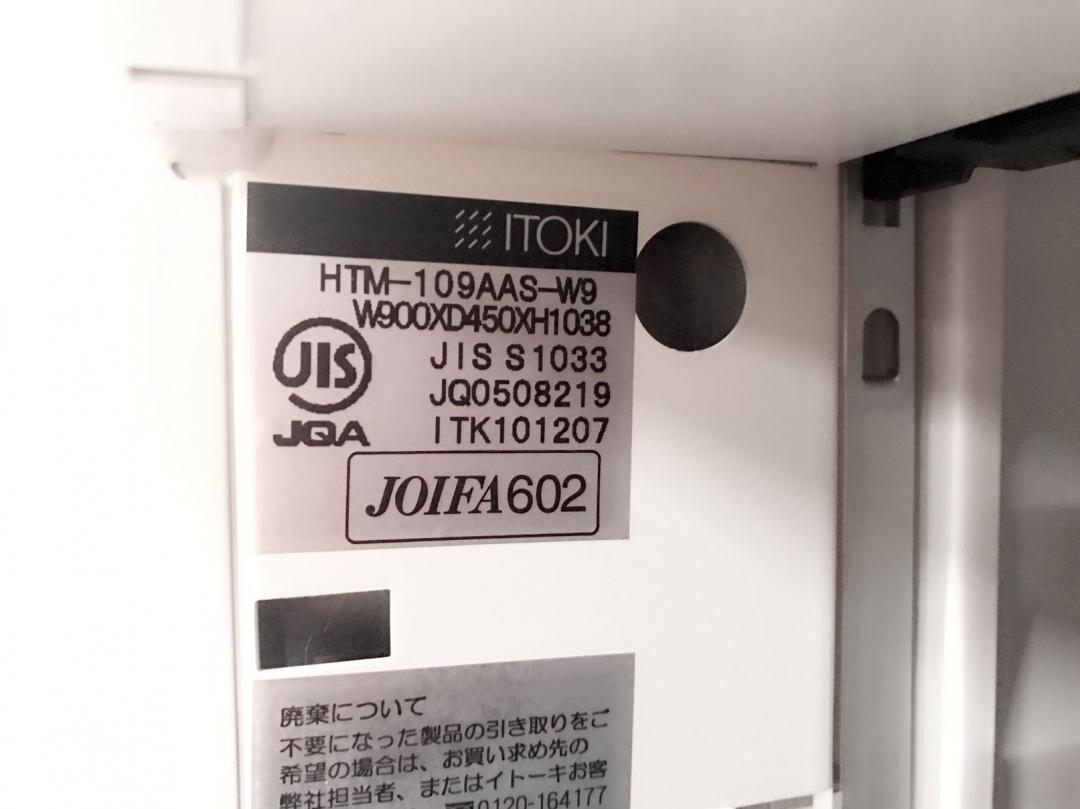 ITOKI
HTM-109AAS-W9
W900XD450XH1038
JIS S1033
JQ0508219
ITK101207
JIS
JQA
JOIFA602
廃棄について
不要になった製品の引き取りをご
希望の場合は、お買い求め先の
弊社担当者、またはイトーキお客
0120-164177